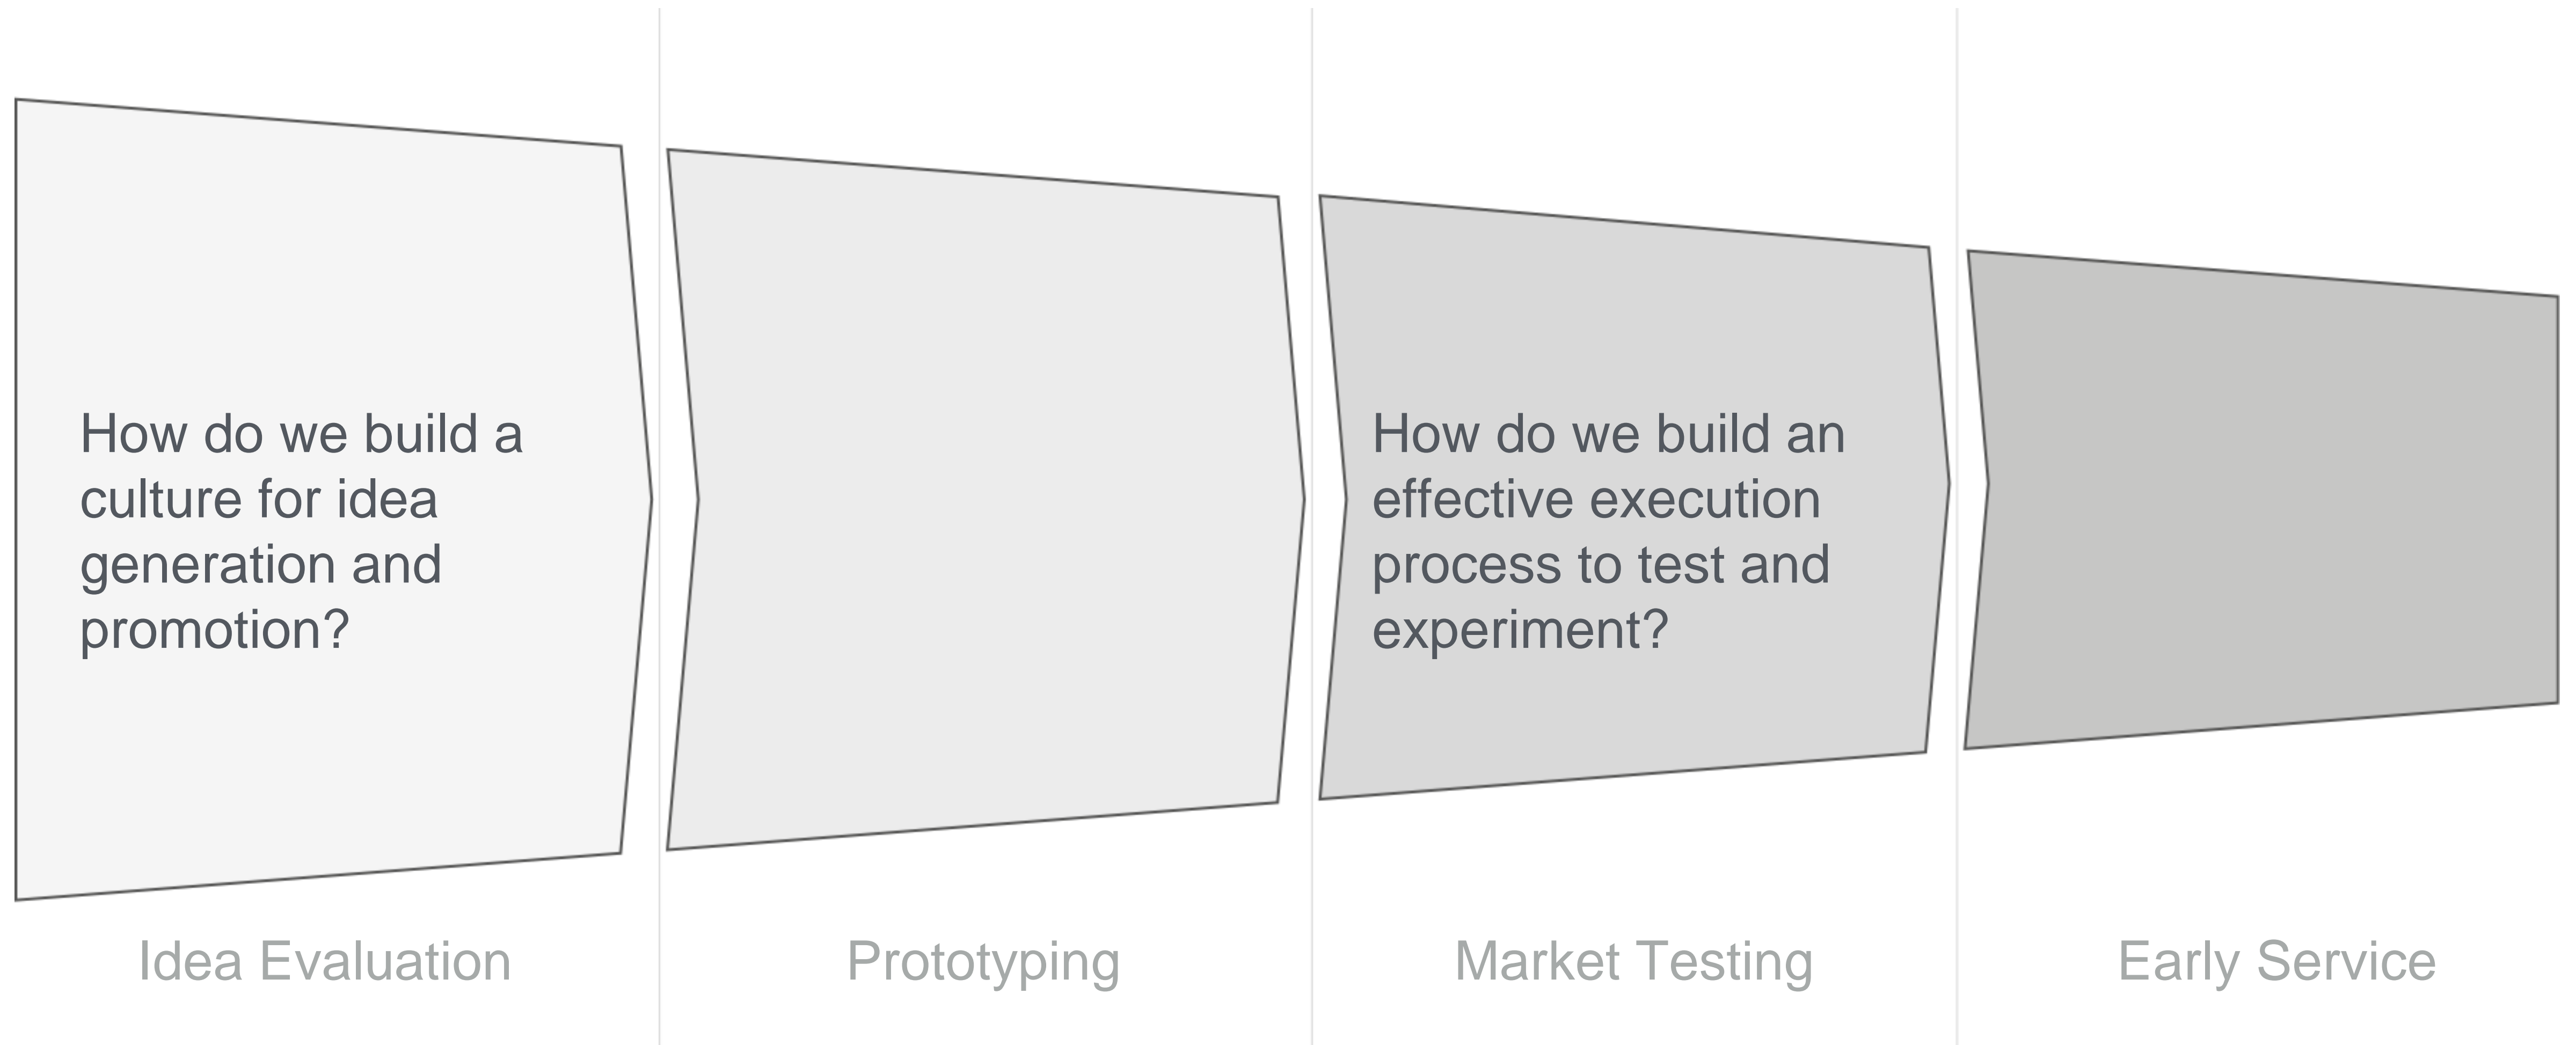 How do we build a
culture for idea
generation and
promotion?
How do we build an
effective execution
process to test and
experiment?
Idea Evaluation
Prototyping
Market Testing
Early Service